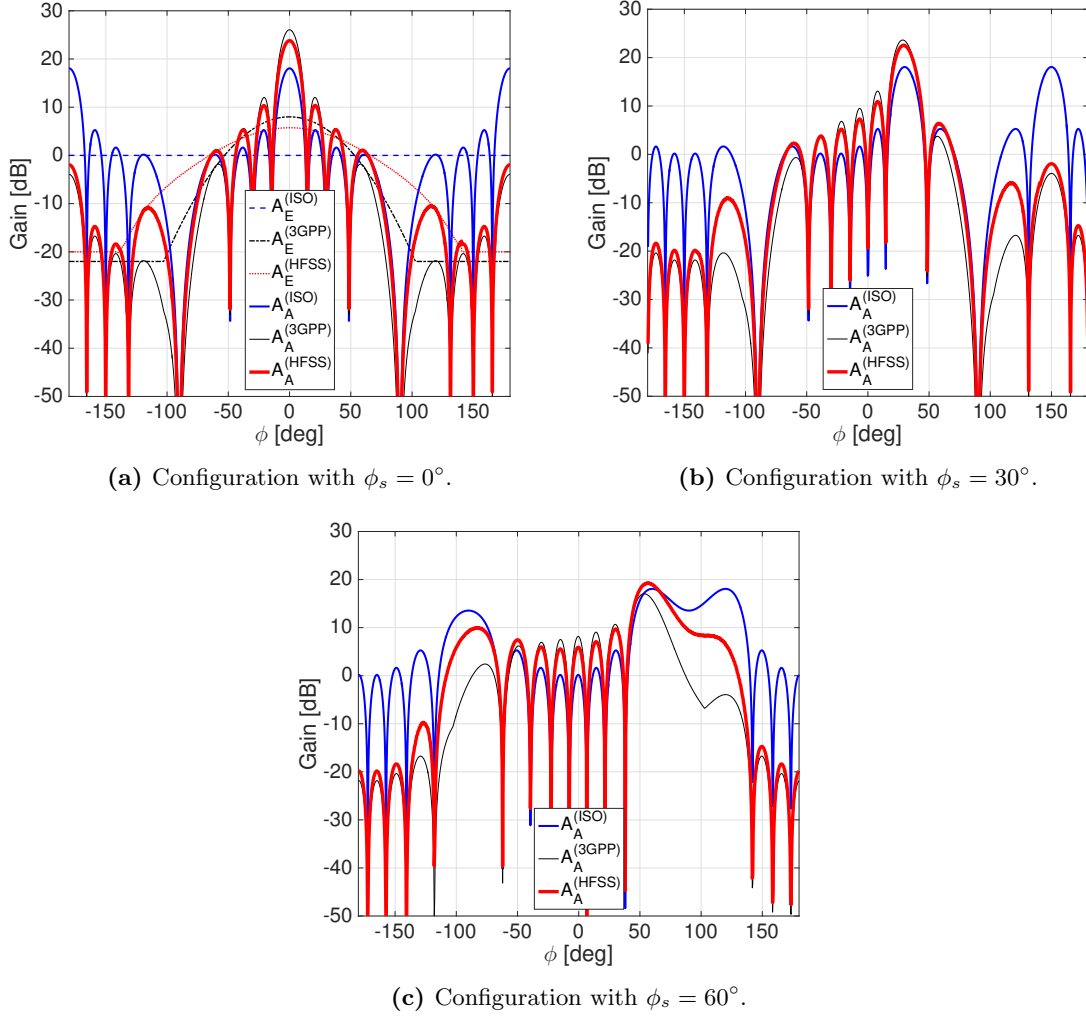 30
20
10
0
-10
-20
-30
-40
-50
Gain [dB]
-150 -100 -50 0 50 100 150
ϕ [deg]
A_E^(ISO)
A_E^(3GPP)
A_E^(HFSS)
A_A^(ISO)
A_A^(3GPP)
A_A^(HFSS)
(a) Configuration with ϕ_s = 0°.
30
20
10
0
-10
-20
-30
-40
-50
Gain [dB]
-150 -100 -50 0 50 100 150
ϕ [deg]
A_A^(ISO)
A_A^(3GPP)
A_A^(HFSS)
(b) Configuration with ϕ_s = 30°.
30
20
10
0
-10
-20
-30
-40
-50
Gain [dB]
-150 -100 -50 0 50 100 150
ϕ [deg]
A_A^(ISO)
A_A^(3GPP)
A_A^(HFSS)
(c) Configuration with ϕ_s = 60°.